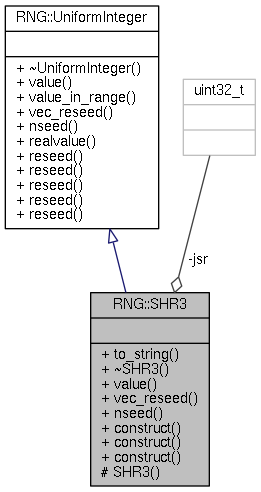 RNG::UniformInteger
+ ~UniformInteger()
+ value()
+ value_in_range()
+ vec_reseed()
+ nseed()
+ realvalue()
+ reseed()
+ reseed()
+ reseed()
+ reseed()
+ reseed()
uint32_t
-jsr
RNG::SHR3
+ to_string()
+ ~SHR3()
+ value()
+ vec_reseed()
+ nseed()
+ construct()
+ construct()
+ construct()
# SHR3()